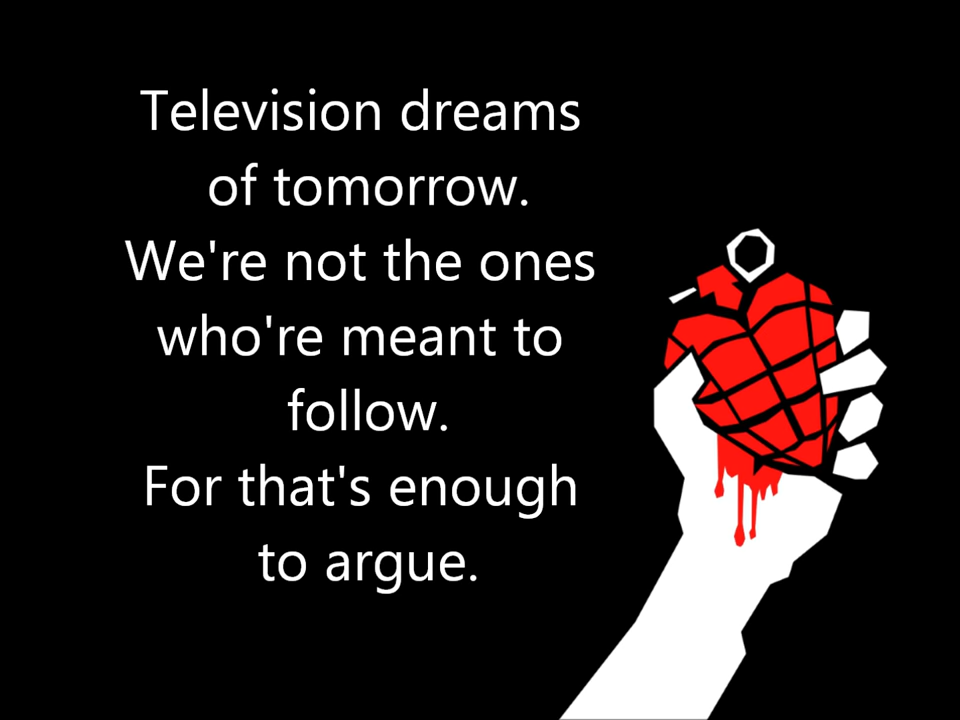 Television dreams
of tomorrow.
We're not the ones
who're meant to
follow.
For that's enough
to argue.